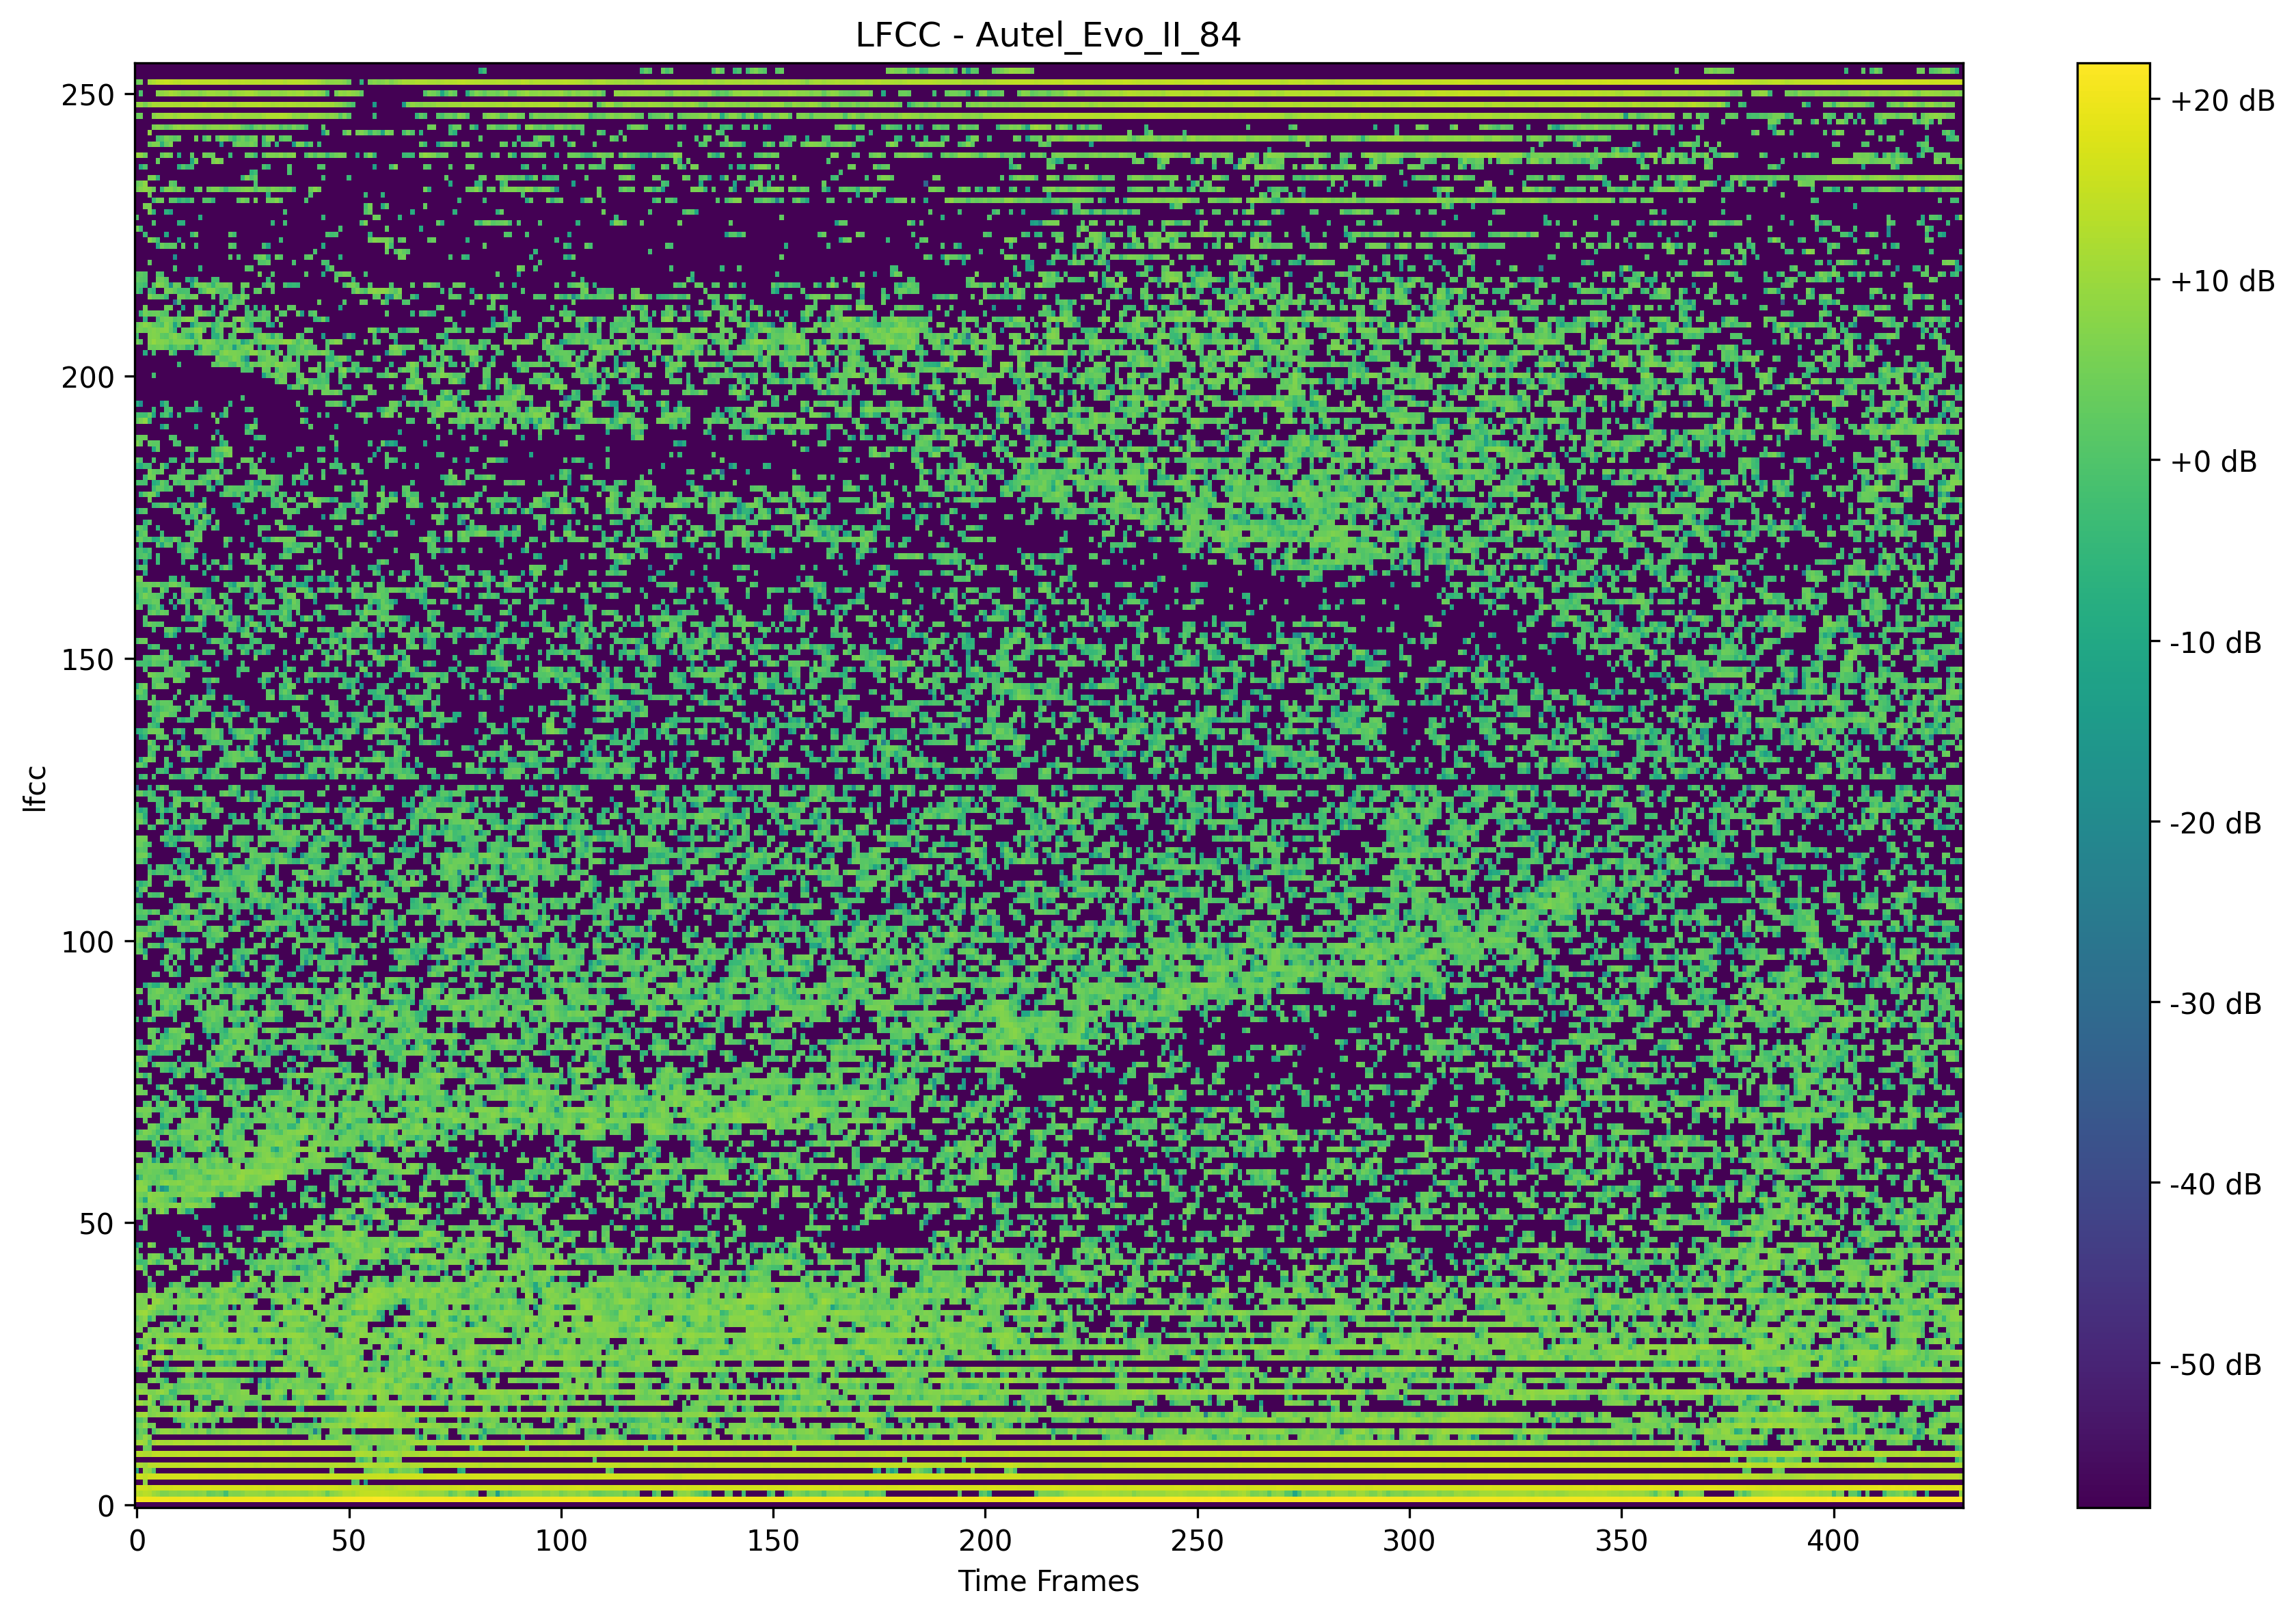 LFCC - Autel_Evo_II_84
250
200
150
100
50
0
lfcc
0 50 100 150 200 250 300 350 400
Time Frames
+20 dB
+10 dB
+0 dB
-10 dB
-20 dB
-30 dB
-40 dB
-50 dB